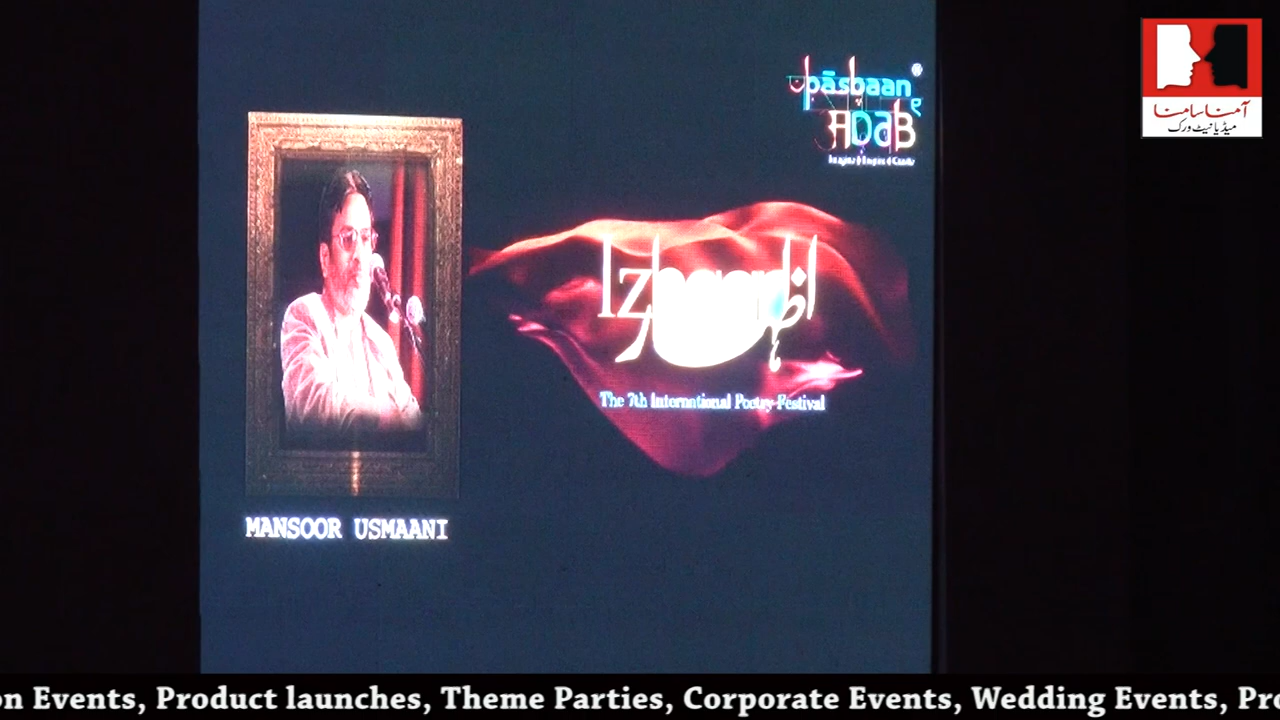 pāsbaan
e
ADAB
Izhaar
اظہار
The 7th International Poetry Festival
MANSOOR USMAANI
آمنا سامنا
میڈیا نیٹ ورک
on Events, Product launches, Theme Parties, Corporate Events, Wedding Events, Pro